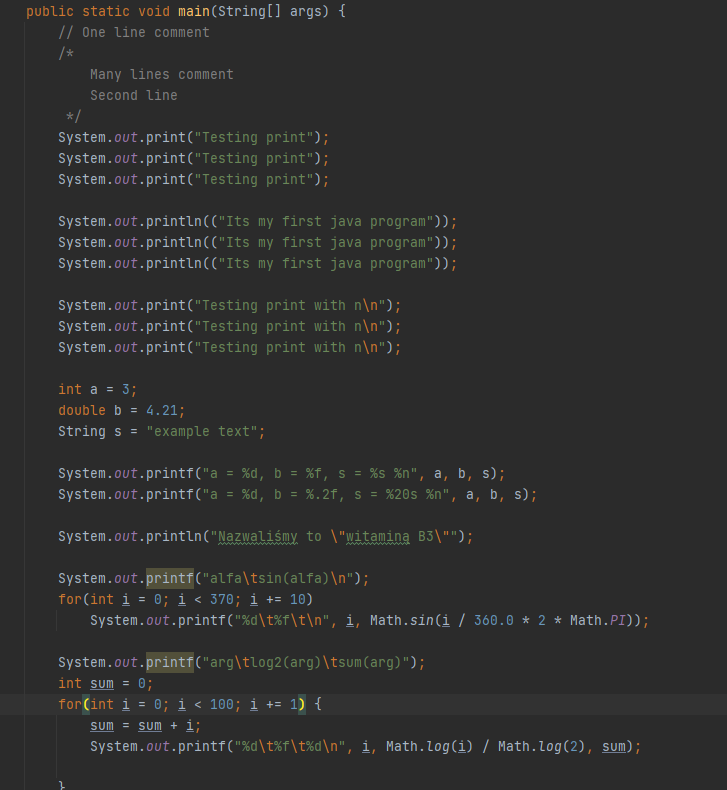 public static void main(String[] args) {
// One line comment
/*
Many lines comment
Second line
*/
System.out.print("Testing print");
System.out.print("Testing print");
System.out.print("Testing print");
System.out.println(("Its my first java program"));
System.out.println(("Its my first java program"));
System.out.println(("Its my first java program"));
System.out.print("Testing print with n\n");
System.out.print("Testing print with n\n");
System.out.print("Testing print with n\n");
int a = 3;
double b = 4.21;
String s = "example text";
System.out.printf("a = %d, b = %f, s = %s %n", a, b, s);
System.out.printf("a = %d, b = %.2f, s = %20s %n", a, b, s);
System.out.println("Nazwaliśmy to \"witaminą B3\"");
System.out.printf("alfa\tsin(alfa)\n");
for(int i = 0; i < 370; i += 10)
System.out.printf("%d\t%f\t\n", i, Math.sin(i / 360.0 * 2 * Math.PI));
System.out.printf("arg\tlog2(arg)\tsum(arg)");
int sum = 0;
for(int i = 0; i < 100; i += 1) {
sum = sum + i;
System.out.printf("%d\t%f\t%d\n", i, Math.log(i) / Math.log(2), sum);
}